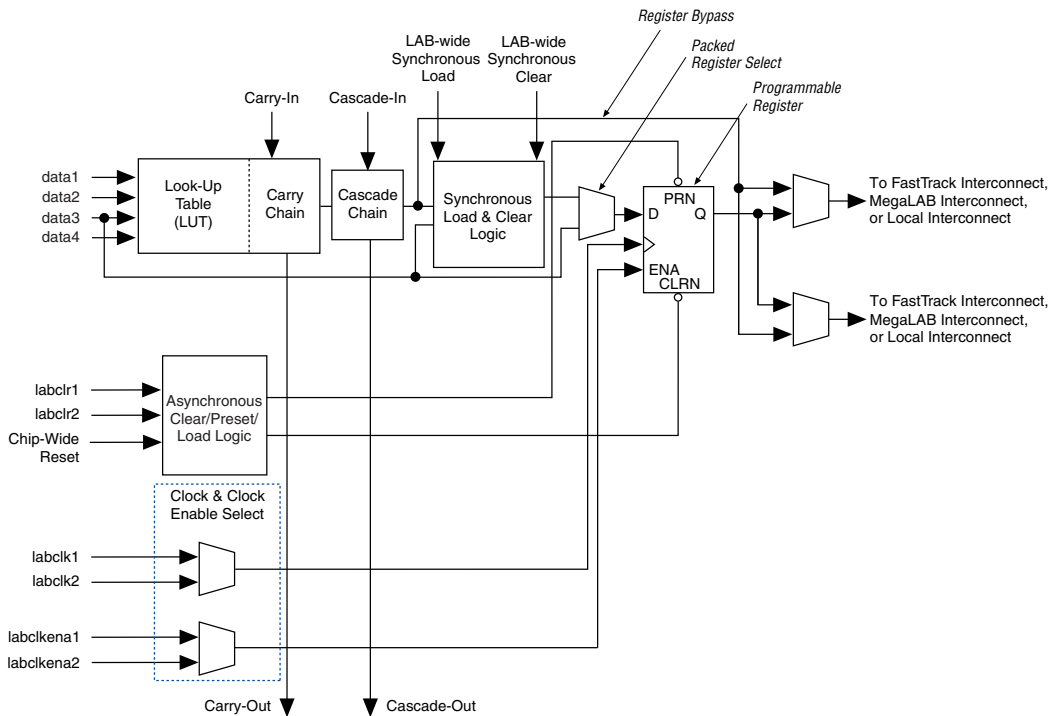 Register Bypass
LAB-wide
Synchronous
Load
LAB-wide
Synchronous
Clear
Packed
Register Select
Programmable
Register
Carry-In
Cascade-In
data1
data2
data3
data4
Look-Up
Table
(LUT)
Carry
Chain
Cascade
Chain
Synchronous
Load & Clear
Logic
PRN
D
Q
ENA
CLRN
To FastTrack Interconnect,
MegaLAB Interconnect,
or Local Interconnect
To FastTrack Interconnect,
MegaLAB Interconnect,
or Local Interconnect
labclr1
labclr2
Chip-Wide
Reset
Asynchronous
Clear/Preset/
Load Logic
Clock & Clock
Enable Select
labclk1
labclk2
labclkena1
labclkena2
Carry-Out
Cascade-Out